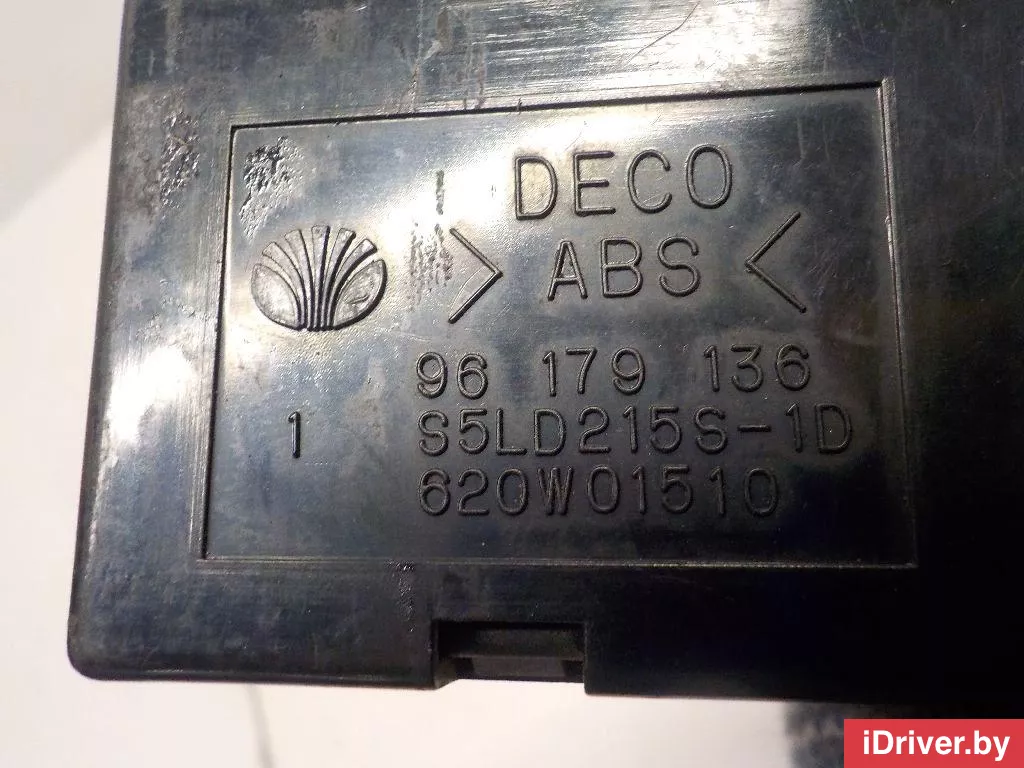 DECO
>ABS<
96 179 136
1 S5LD215S-1D
620W01510
iDriver.by